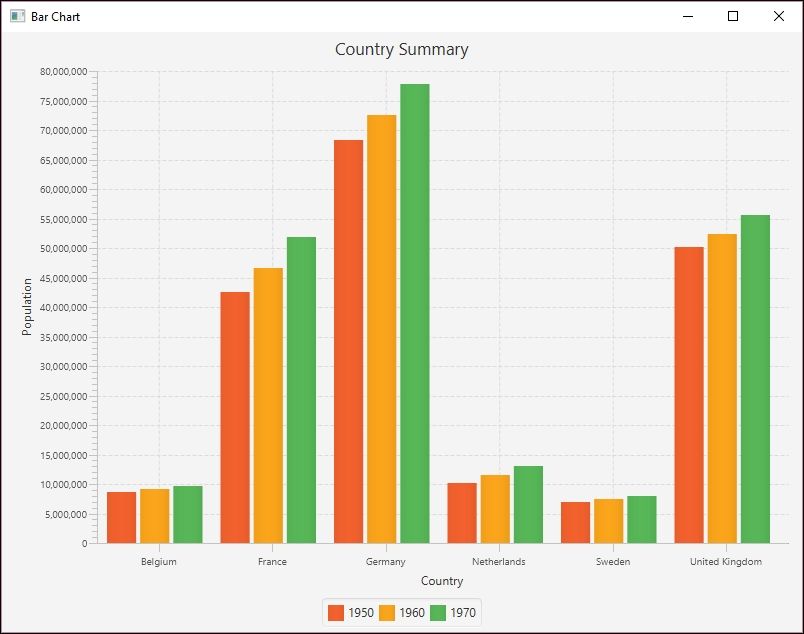 Bar Chart
Country Summary
80,000,000
75,000,000
70,000,000
65,000,000
60,000,000
55,000,000
50,000,000
45,000,000
40,000,000
35,000,000
30,000,000
25,000,000
20,000,000
15,000,000
10,000,000
5,000,000
0
Population
Belgium France Germany Netherlands Sweden United Kingdom
Country
1950 1960 1970